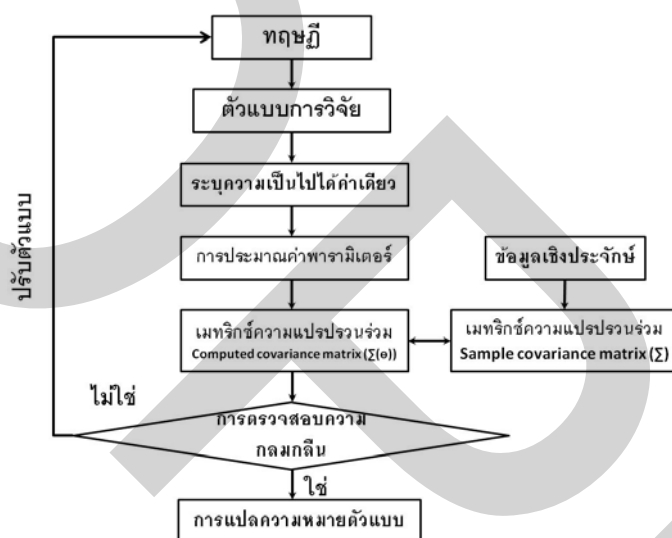 ทฤษฎี
ตัวแบบการวิจัย
ระบุความเป็นไปได้ค่าเดียว
การประมาณค่าพารามิเตอร์
ข้อมูลเชิงประจักษ์
เมทริกซ์ความแปรปรวนร่วม
Computed covariance matrix (∑(ɵ))
เมทริกซ์ความแปรปรวนร่วม
Sample covariance matrix (∑)
ปรับตัวแบบ
ไม่ใช่
การตรวจสอบความ
กลมกลืน
ใช่
การแปลความหมายตัวแบบ